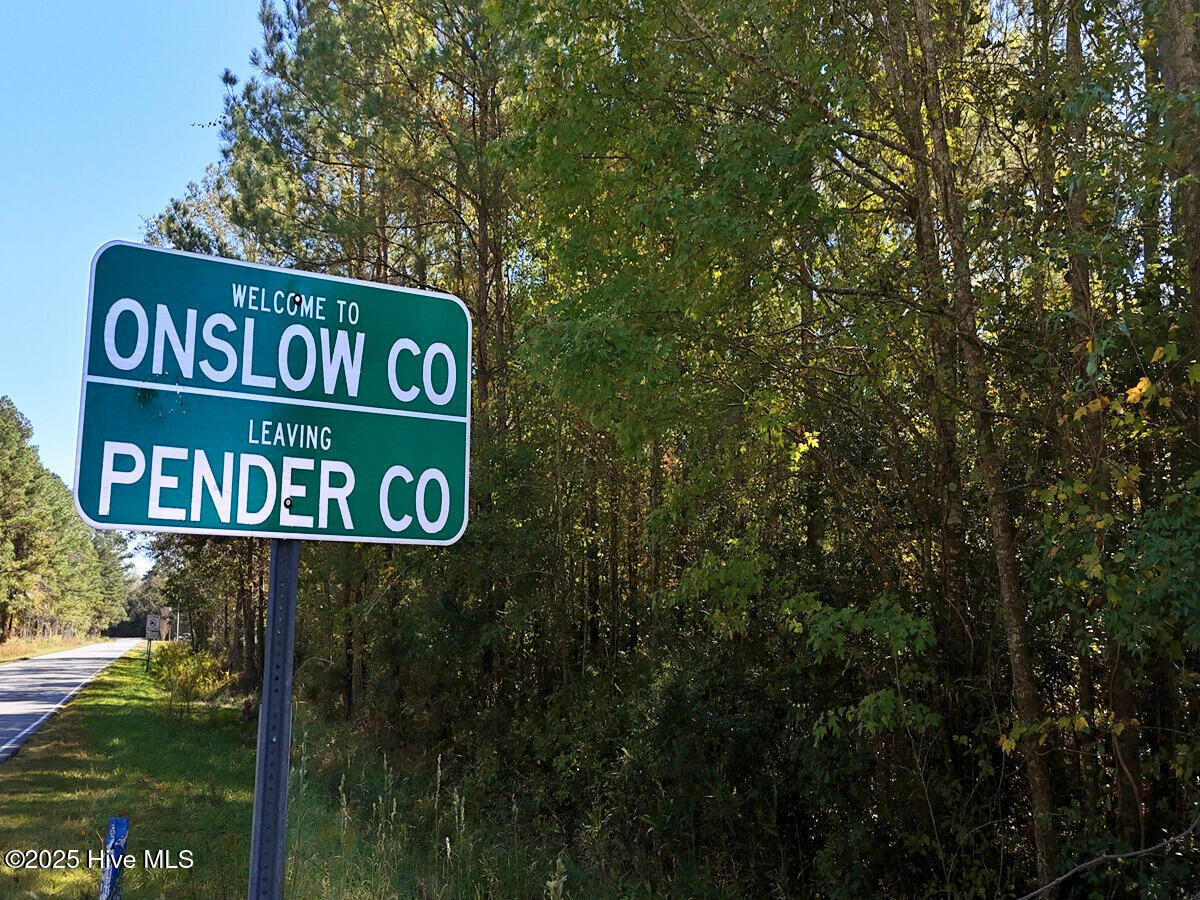 WELCOME TO
ONSLOW CO
LEAVING
PENDER CO
©2025 Hive MLS